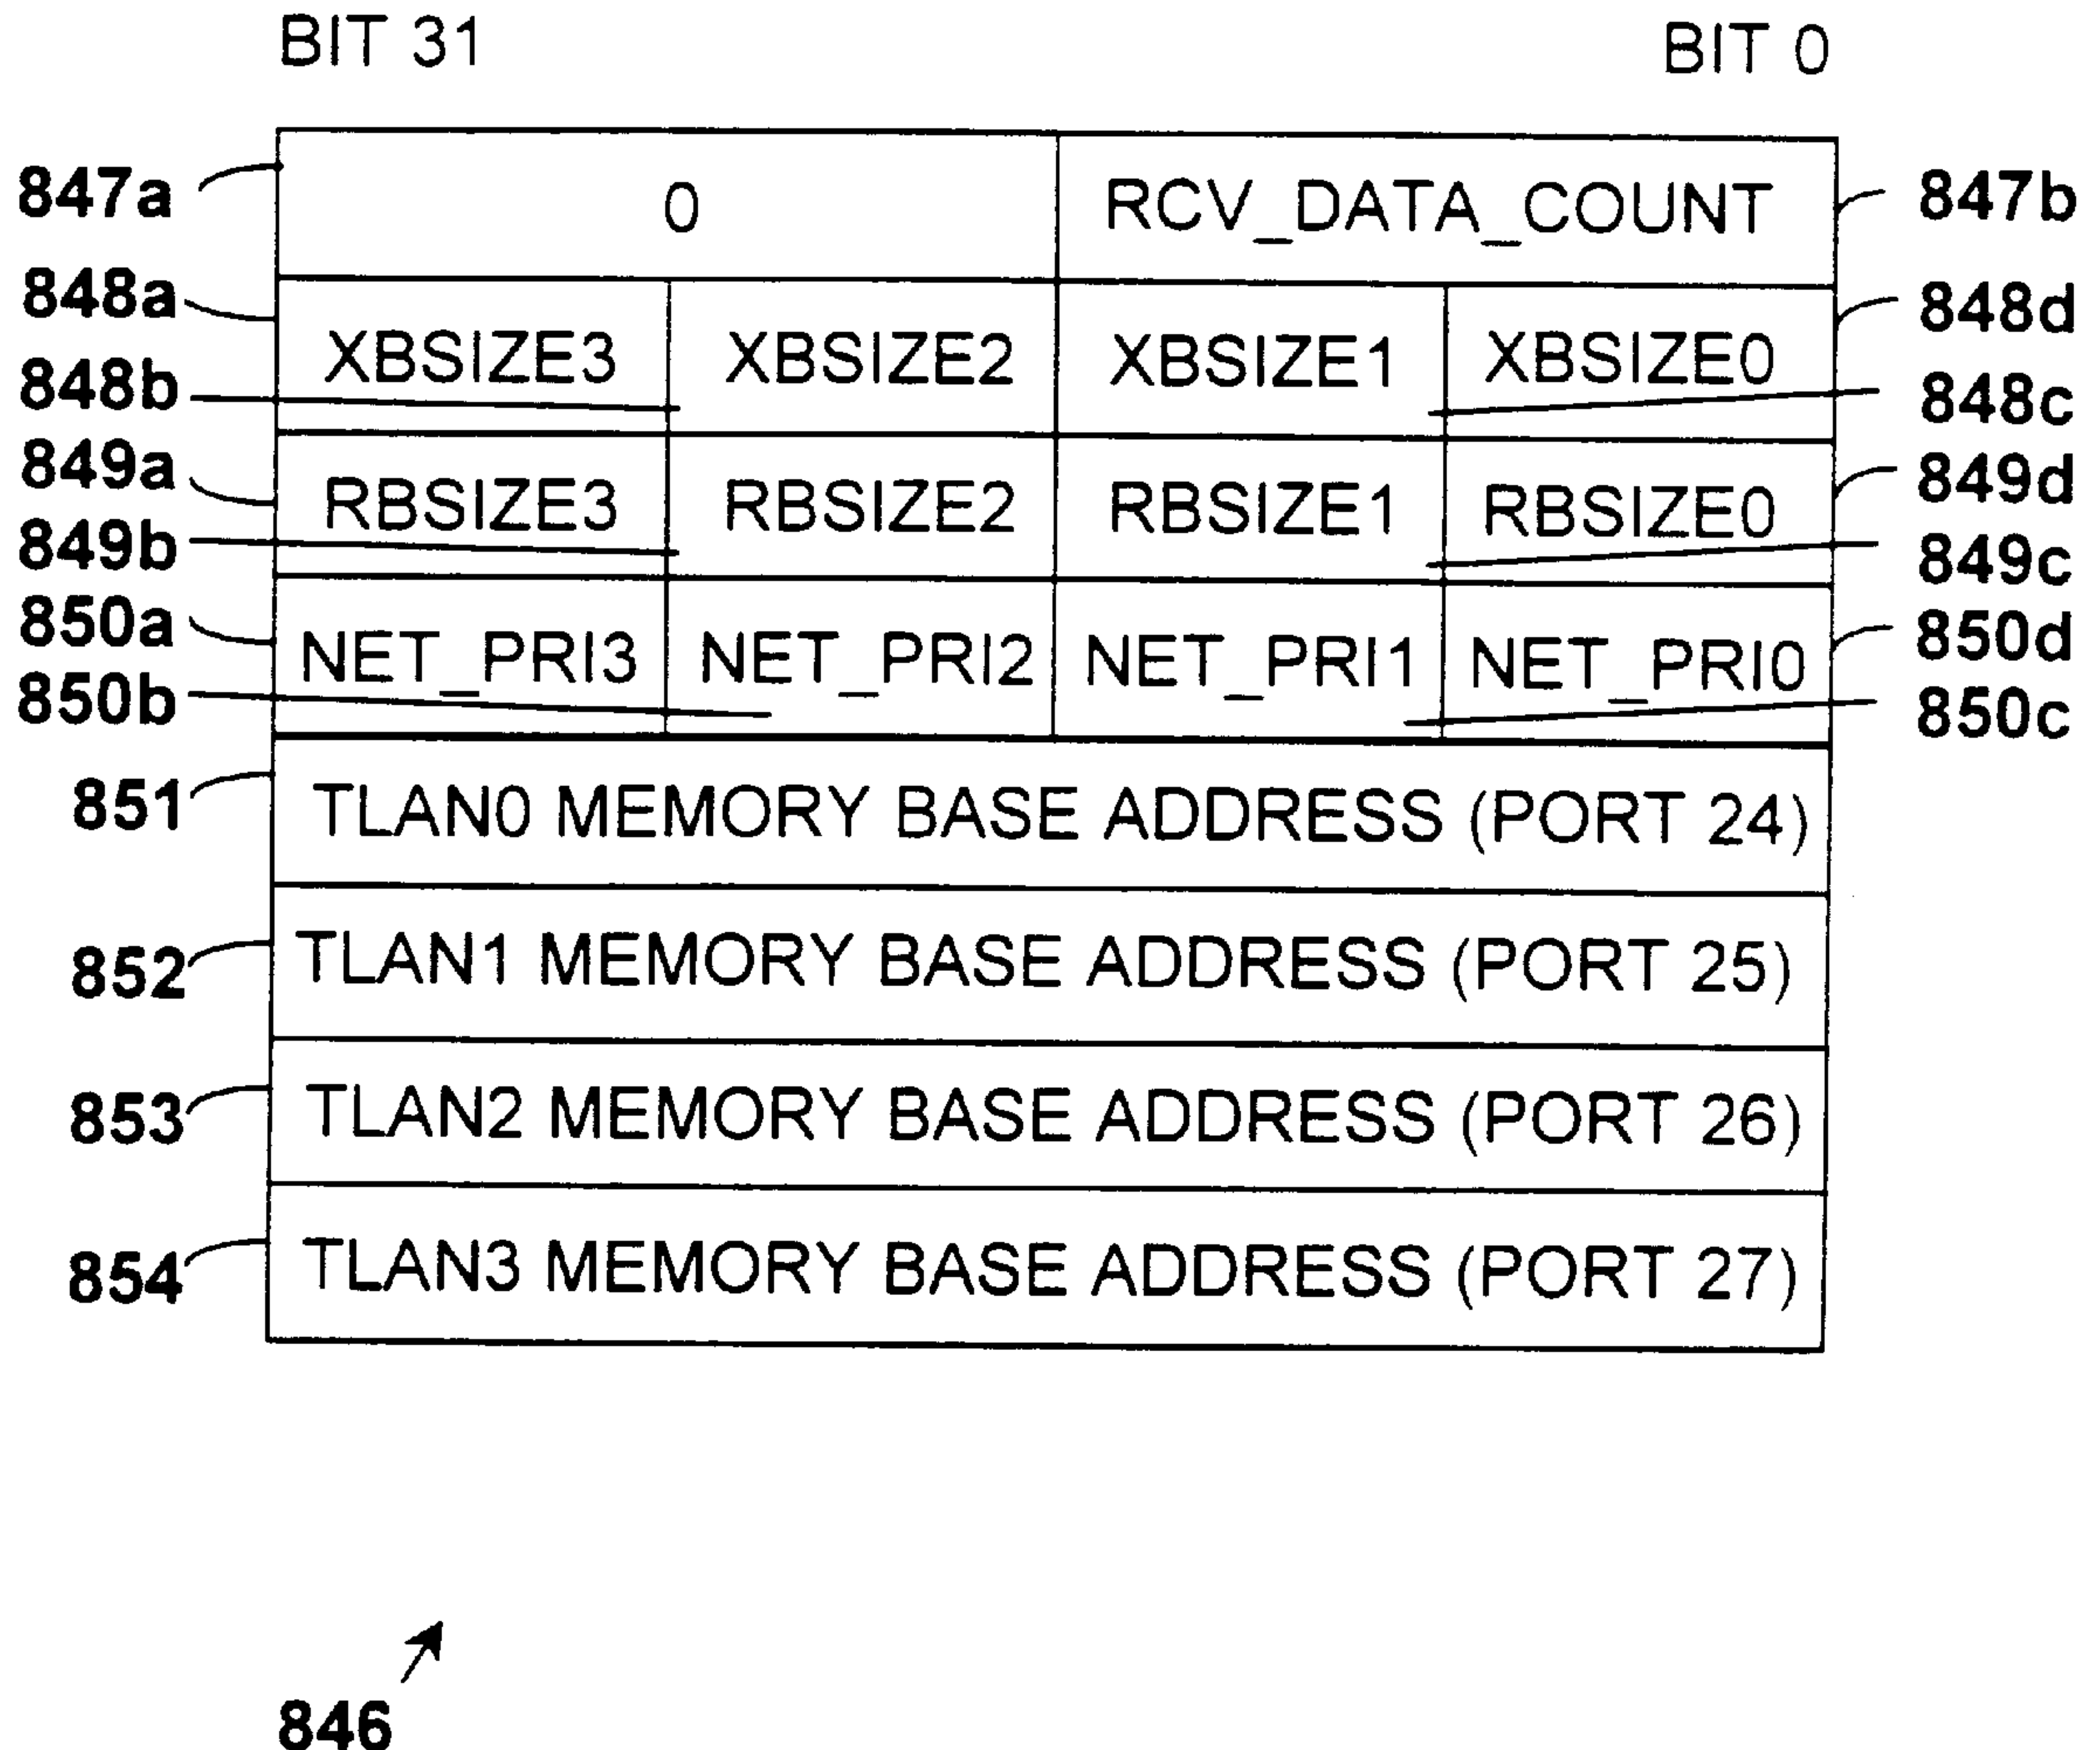 BIT 31 BIT 0
847a 0 RCV_DATA_COUNT 847b
848a XBSIZE3 XBSIZE2 XBSIZE1 XBSIZE0 848d
848b 848c
849a RBSIZE3 RBSIZE2 RBSIZE1 RBSIZE0 849d
849b 849c
850a NET_PRI3 NET_PRI2 NET_PRI1 NET_PRI0 850d
850b 850c
851 TLAN0 MEMORY BASE ADDRESS (PORT 24)
852 TLAN1 MEMORY BASE ADDRESS (PORT 25)
853 TLAN2 MEMORY BASE ADDRESS (PORT 26)
854 TLAN3 MEMORY BASE ADDRESS (PORT 27)
846